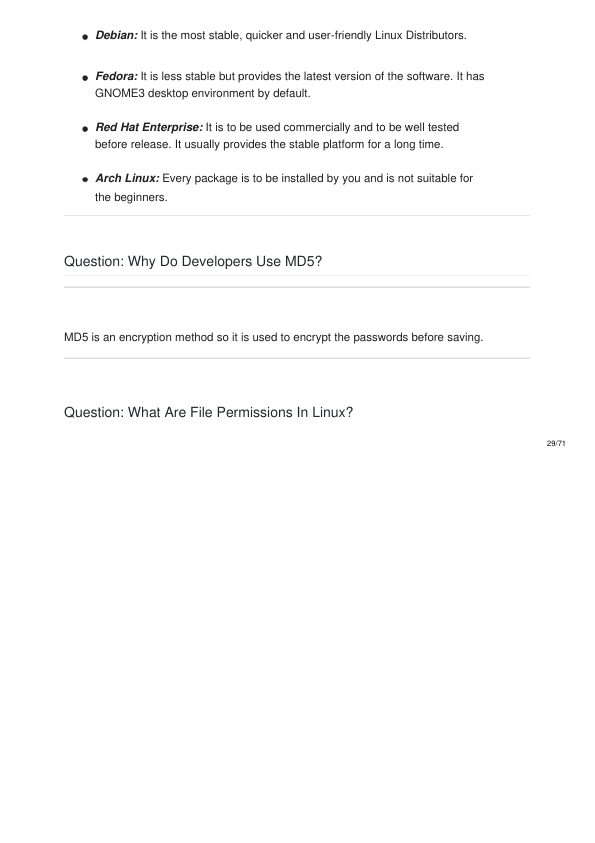 ● Debian: It is the most stable, quicker and user-friendly Linux Distributors.
● Fedora: It is less stable but provides the latest version of the software. It has
GNOME3 desktop environment by default.
● Red Hat Enterprise: It is to be used commercially and to be well tested
before release. It usually provides the stable platform for a long time.
● Arch Linux: Every package is to be installed by you and is not suitable for
the beginners.
Question: Why Do Developers Use MD5?
MD5 is an encryption method so it is used to encrypt the passwords before saving.
Question: What Are File Permissions In Linux?
29/71